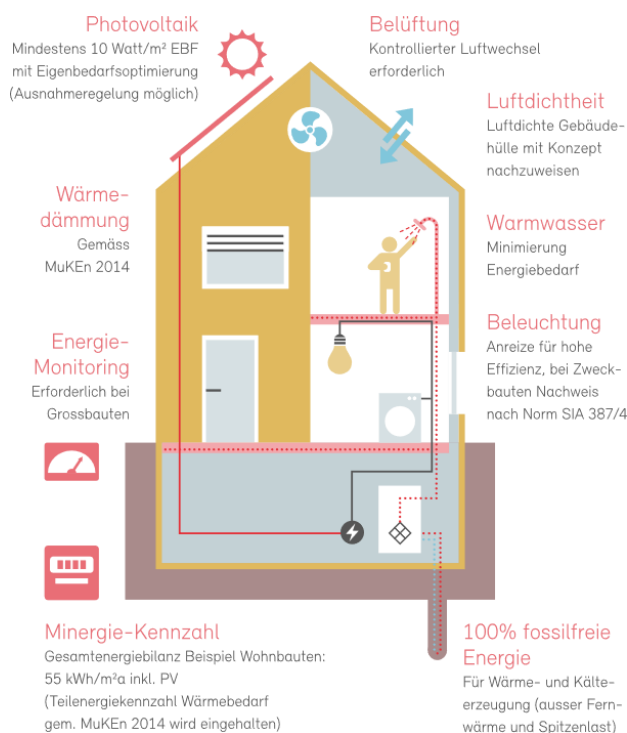 Photovoltaik
Mindestens 10 Watt/m² EBF
mit Eigenbedarfsoptimierung
(Ausnahmeregelung möglich)
Belüftung
Kontrollierter Luftwechsel
erforderlich
Luftdichtheit
Luftdichte Gebäude-
hülle mit Konzept
nachzuweisen
Wärme-
dämmung
Gemäss
MuKEn 2014
Warmwasser
Minimierung
Energiebedarf
Energie-
Monitoring
Erforderlich bei
Grossbauten
Beleuchtung
Anreize für hohe
Effizienz, bei Zweck-
bauten Nachweis
nach Norm SIA 387/4
Minergie-Kennzahl
Gesamtenergiebilanz Beispiel Wohnbauten:
55 kWh/m²a inkl. PV
(Teilenergiekennzahl Wärmebedarf
gem. MuKEn 2014 wird eingehalten)
100% fossilfreie
Energie
Für Wärme- und Kälte-
erzeugung (ausser Fern-
wärme und Spitzenlast)